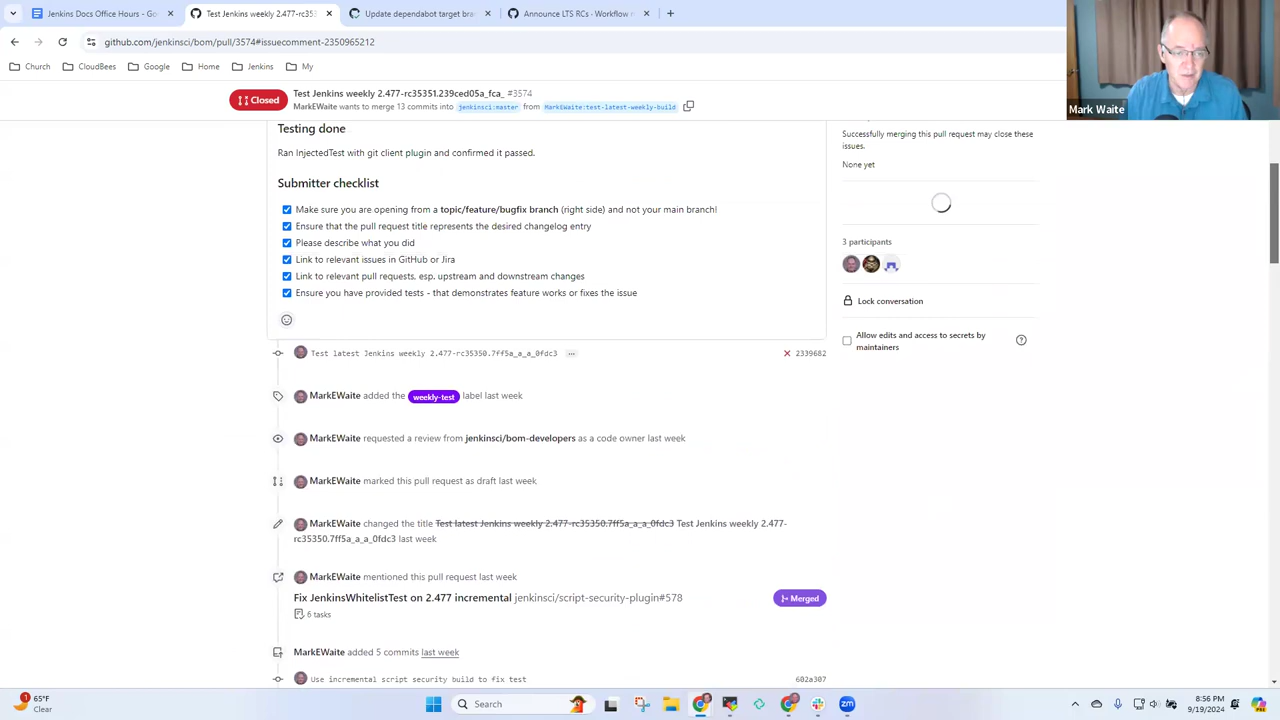 Jenkins Docs Office Hours - Go
Test Jenkins weekly 2.477-rc35
Update dependabot target bra
Announce LTS RCs · Workflow r
github.com/jenkinsci/bom/pull/3574#issuecomment-2350965212
Church
CloudBees
Google
Home
Jenkins
My
Mark Waite
Closed
Test Jenkins weekly 2.477-rc35351.239ced05a_fca_ #3574
MarkEWaite wants to merge 13 commits into jenkinsci:master from MarkEWaite:test-latest-weekly-build
Testing done
Ran InjectedTest with git client plugin and confirmed it passed.
Submitter checklist
Make sure you are opening from a topic/feature/bugfix branch (right side) and not your main branch!
Ensure that the pull request title represents the desired changelog entry
Please describe what you did
Link to relevant issues in GitHub or Jira
Link to relevant pull requests, esp. upstream and downstream changes
Ensure you have provided tests - that demonstrates feature works or fixes the issue
Successfully merging this pull request may close these
issues.
None yet
3 participants
Lock conversation
Allow edits and access to secrets by
maintainers
Test latest Jenkins weekly 2.477-rc35350.7ff5a_a_a_0fdc3 ... 2339682
MarkEWaite added the weekly-test label last week
MarkEWaite requested a review from jenkinsci/bom-developers as a code owner last week
MarkEWaite marked this pull request as draft last week
MarkEWaite changed the title Test latest Jenkins weekly 2.477-rc35350.7ff5a_a_a_0fdc3 Test Jenkins weekly 2.477-
rc35350.7ff5a_a_a_0fdc3 last week
MarkEWaite mentioned this pull request last week
Fix JenkinsWhitelistTest on 2.477 incremental jenkinsci/script-security-plugin#578 Merged
6 tasks
MarkEWaite added 5 commits last week
Use incremental script security build to fix test 602a307
1
65°F
Clear
Search
8:56 PM
9/19/2024